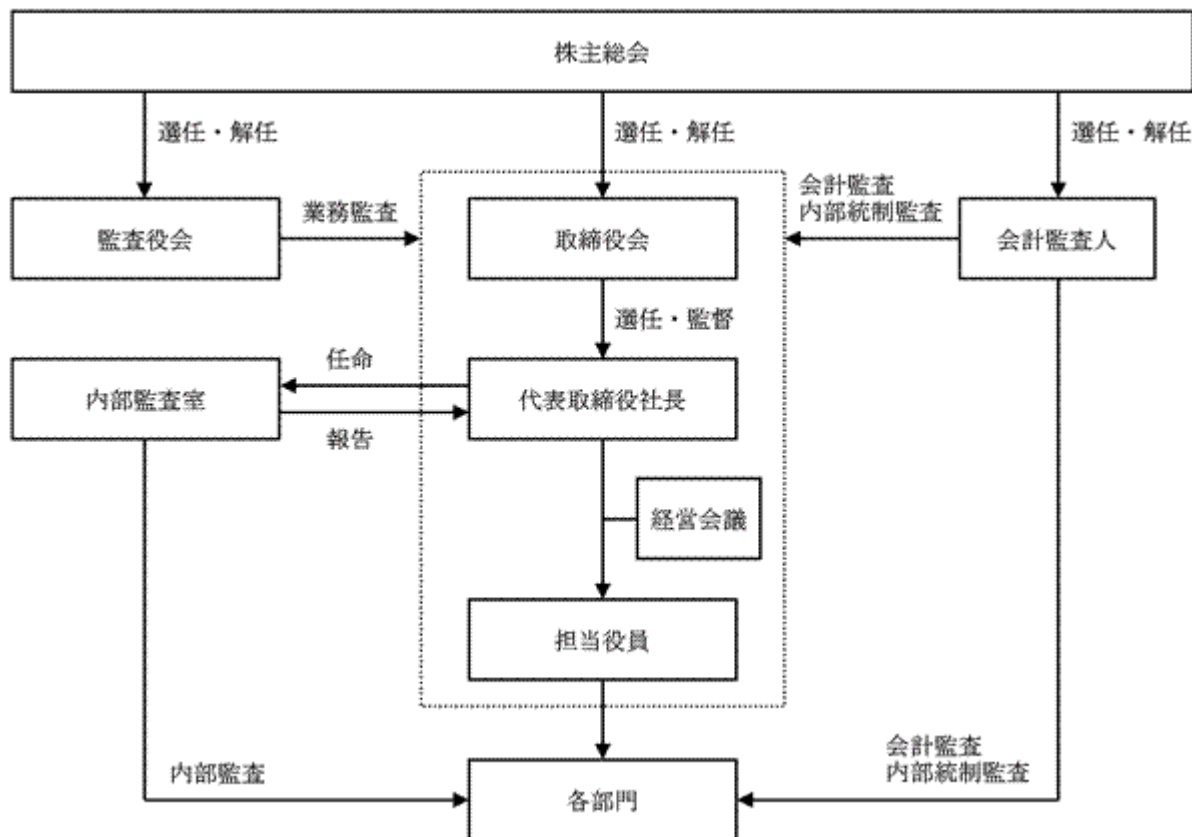 株主総会
選任・解任
選任・解任
選任・解任
監査役会
業務監査
取締役会
会計監査
内部統制監査
会計監査人
選任・監督
内部監査室
任命
報告
代表取締役社長
経営会議
担当役員
内部監査
各部門
会計監査
内部統制監査